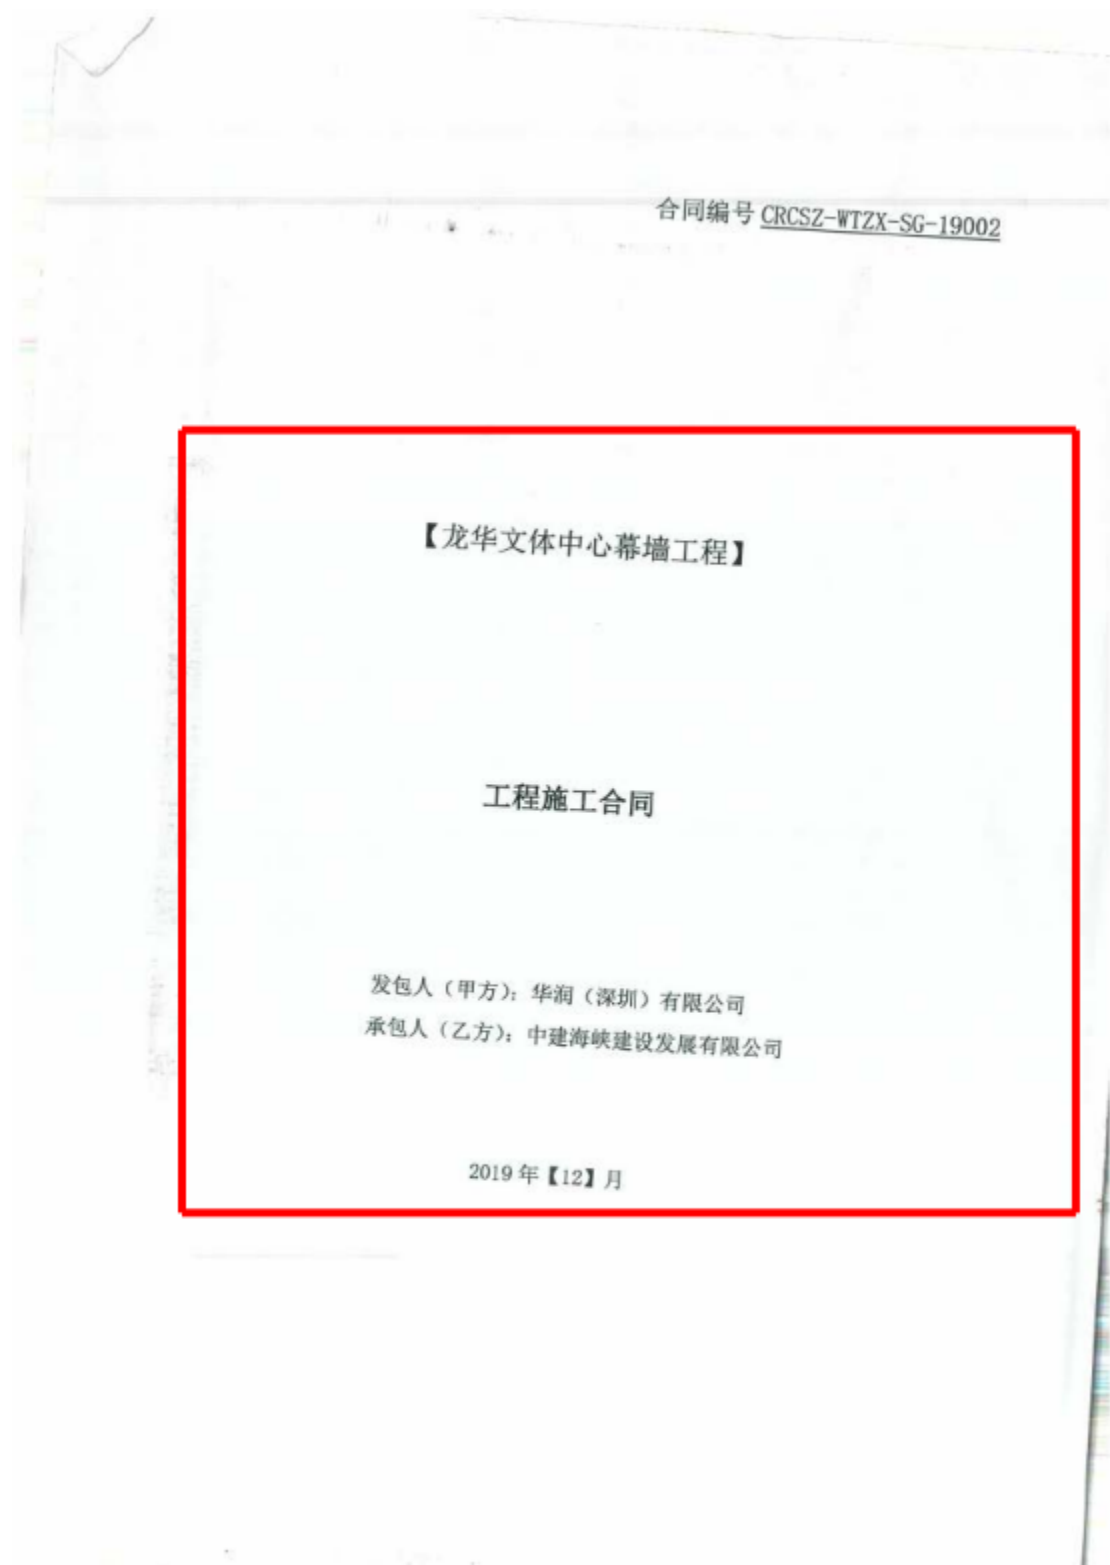 合同编号 CRCSZ-WTZX-SG-19002
【龙华文体中心幕墙工程】
工程施工合同
发包人（甲方）：华润（深圳）有限公司
承包人（乙方）：中建海峡建设发展有限公司
2019 年【12】月